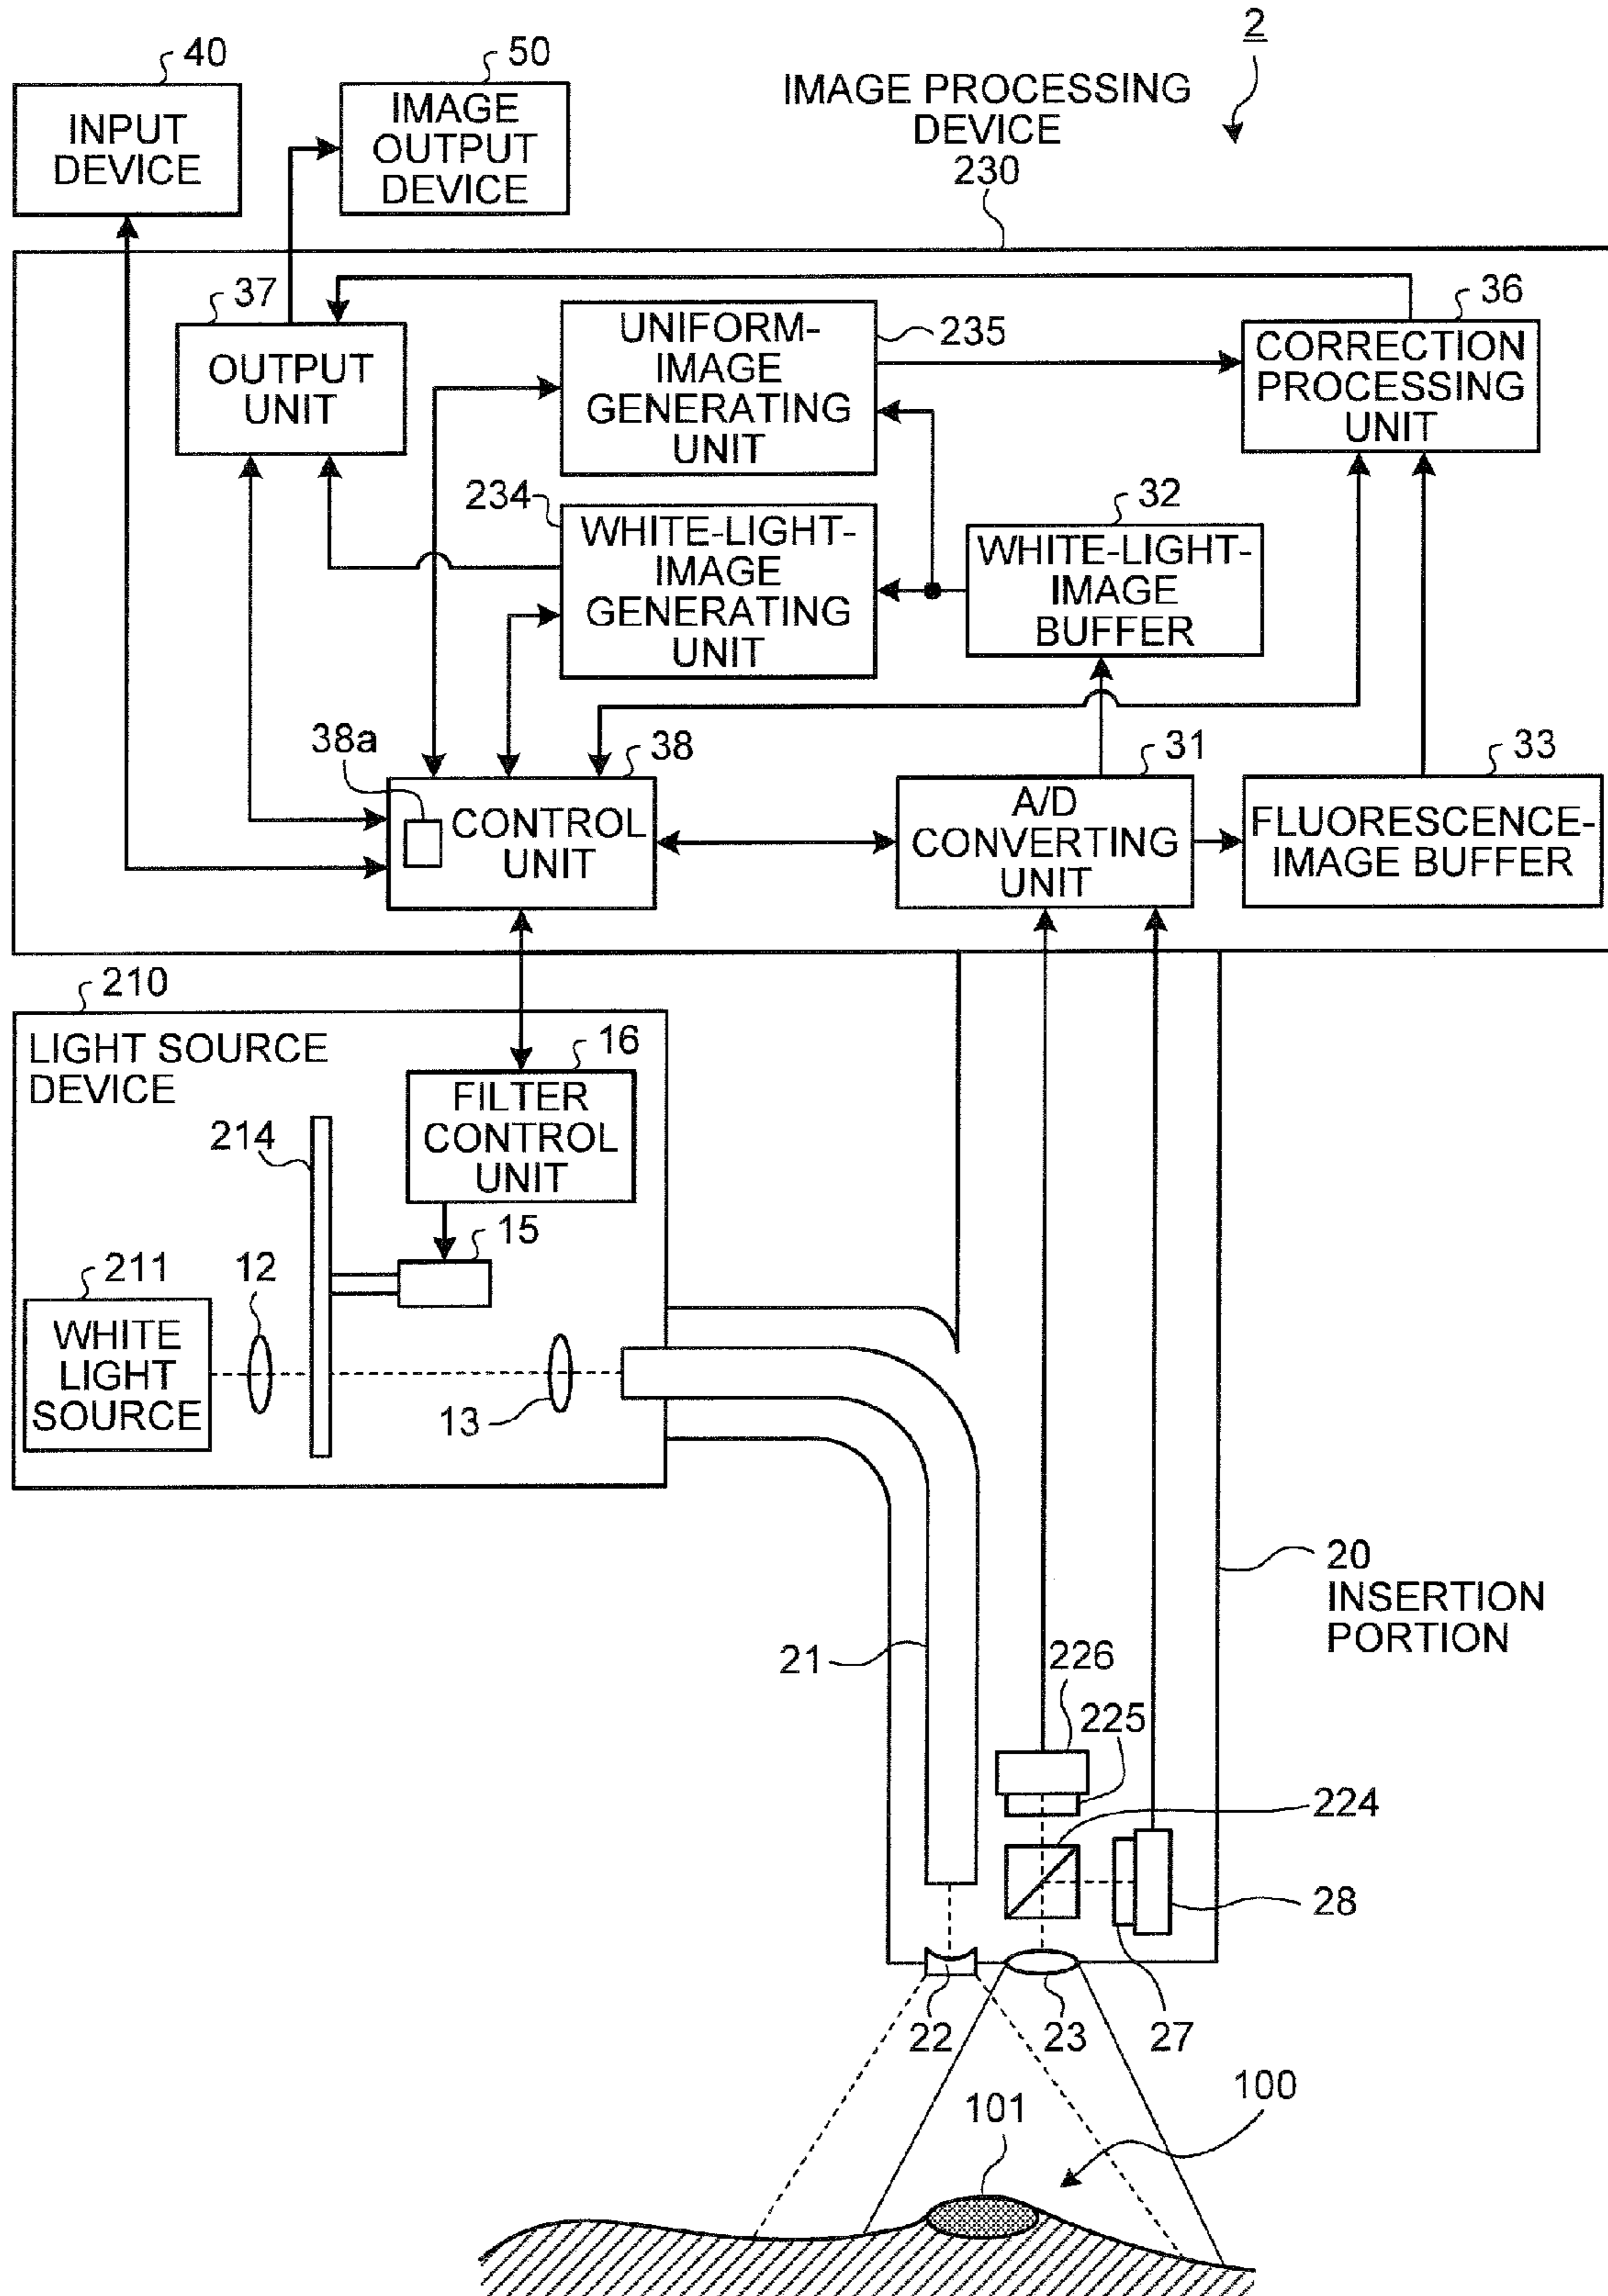 2
40
50
INPUT
DEVICE
IMAGE
OUTPUT
DEVICE
IMAGE PROCESSING
DEVICE
230
37
OUTPUT
UNIT
UNIFORM-
IMAGE
GENERATING
UNIT
235
36
CORRECTION
PROCESSING
UNIT
234
WHITE-LIGHT-
IMAGE
GENERATING
UNIT
32
WHITE-LIGHT-
IMAGE
BUFFER
38a
38
CONTROL
UNIT
31
A/D
CONVERTING
UNIT
33
FLUORESCENCE-
IMAGE BUFFER
210
LIGHT SOURCE
DEVICE
16
FILTER
CONTROL
UNIT
214
15
211
WHITE
LIGHT
SOURCE
12
13
20
INSERTION
PORTION
21
226
225
224
28
22
23
27
100
101